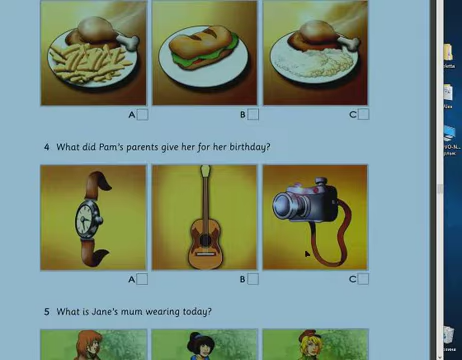 A
B
C
4 What did Pam's parents give her for her birthday?
A
B
C
5 What is Jane's mum wearing today?